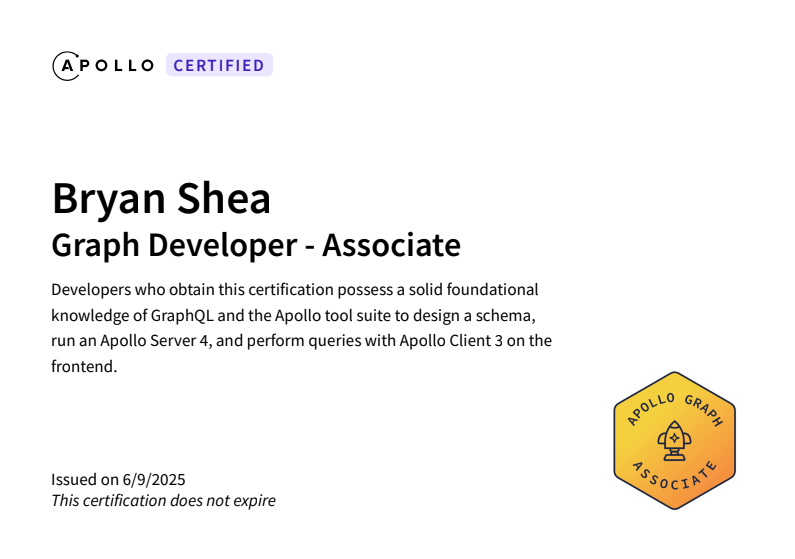 APOLLO CERTIFIED
Bryan Shea
Graph Developer - Associate
Developers who obtain this certification possess a solid foundational
knowledge of GraphQL and the Apollo tool suite to design a schema,
run an Apollo Server 4, and perform queries with Apollo Client 3 on the
frontend.
APOLLO GRAPH
ASSOCIATE
Issued on 6/9/2025
This certification does not expire